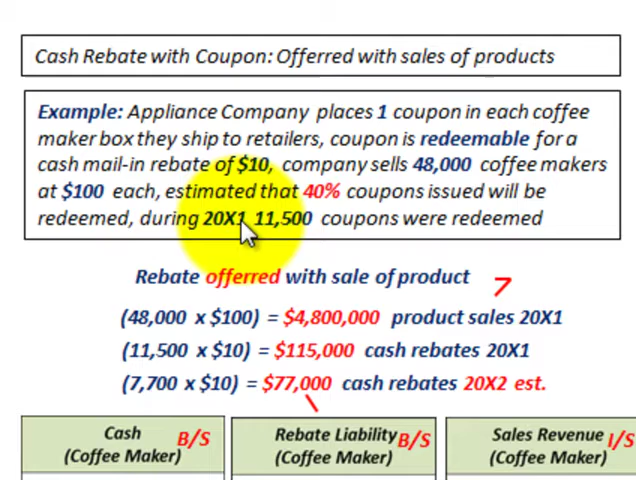 Cash Rebate with Coupon: Offerred with sales of products
Example: Appliance Company places 1 coupon in each coffee
maker box they ship to retailers, coupon is redeemable for a
cash mail-in rebate of $10, company sells 48,000 coffee makers
at $100 each, estimated that 40% coupons issued will be
redeemed, during 20X1 11,500 coupons were redeemed
Rebate offerred with sale of product
(48,000 x $100) = $4,800,000 product sales 20X1
(11,500 x $10) = $115,000 cash rebates 20X1
(7,700 x $10) = $77,000 cash rebates 20X2 est.
Cash B/S
(Coffee Maker)
Rebate Liability B/S
(Coffee Maker)
Sales Revenue I/S
(Coffee Maker)